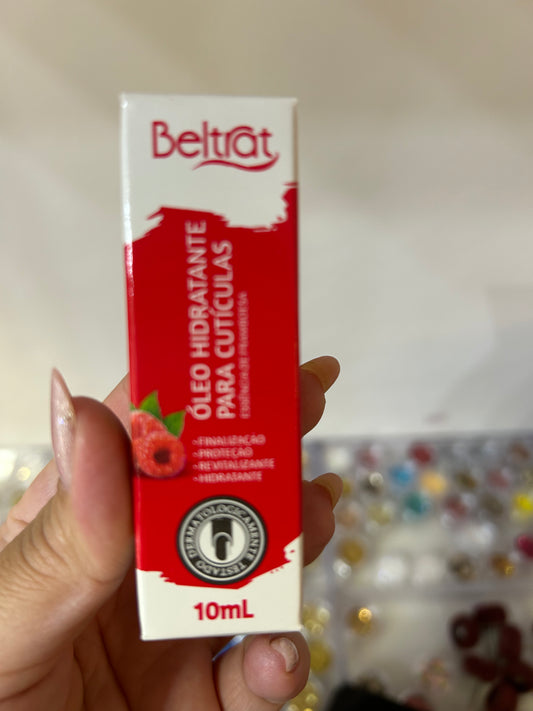 Beltrat
ÓLEO HIDRATANTE
PARA CUTÍCULAS
ESSÊNCIA DE FRAMBOESA
• FINALIZAÇÃO
• PROTEÇÃO
• REVITALIZANTE
• HIDRATANTE
DERMATOLOGICAMENTE TESTADO
10mL